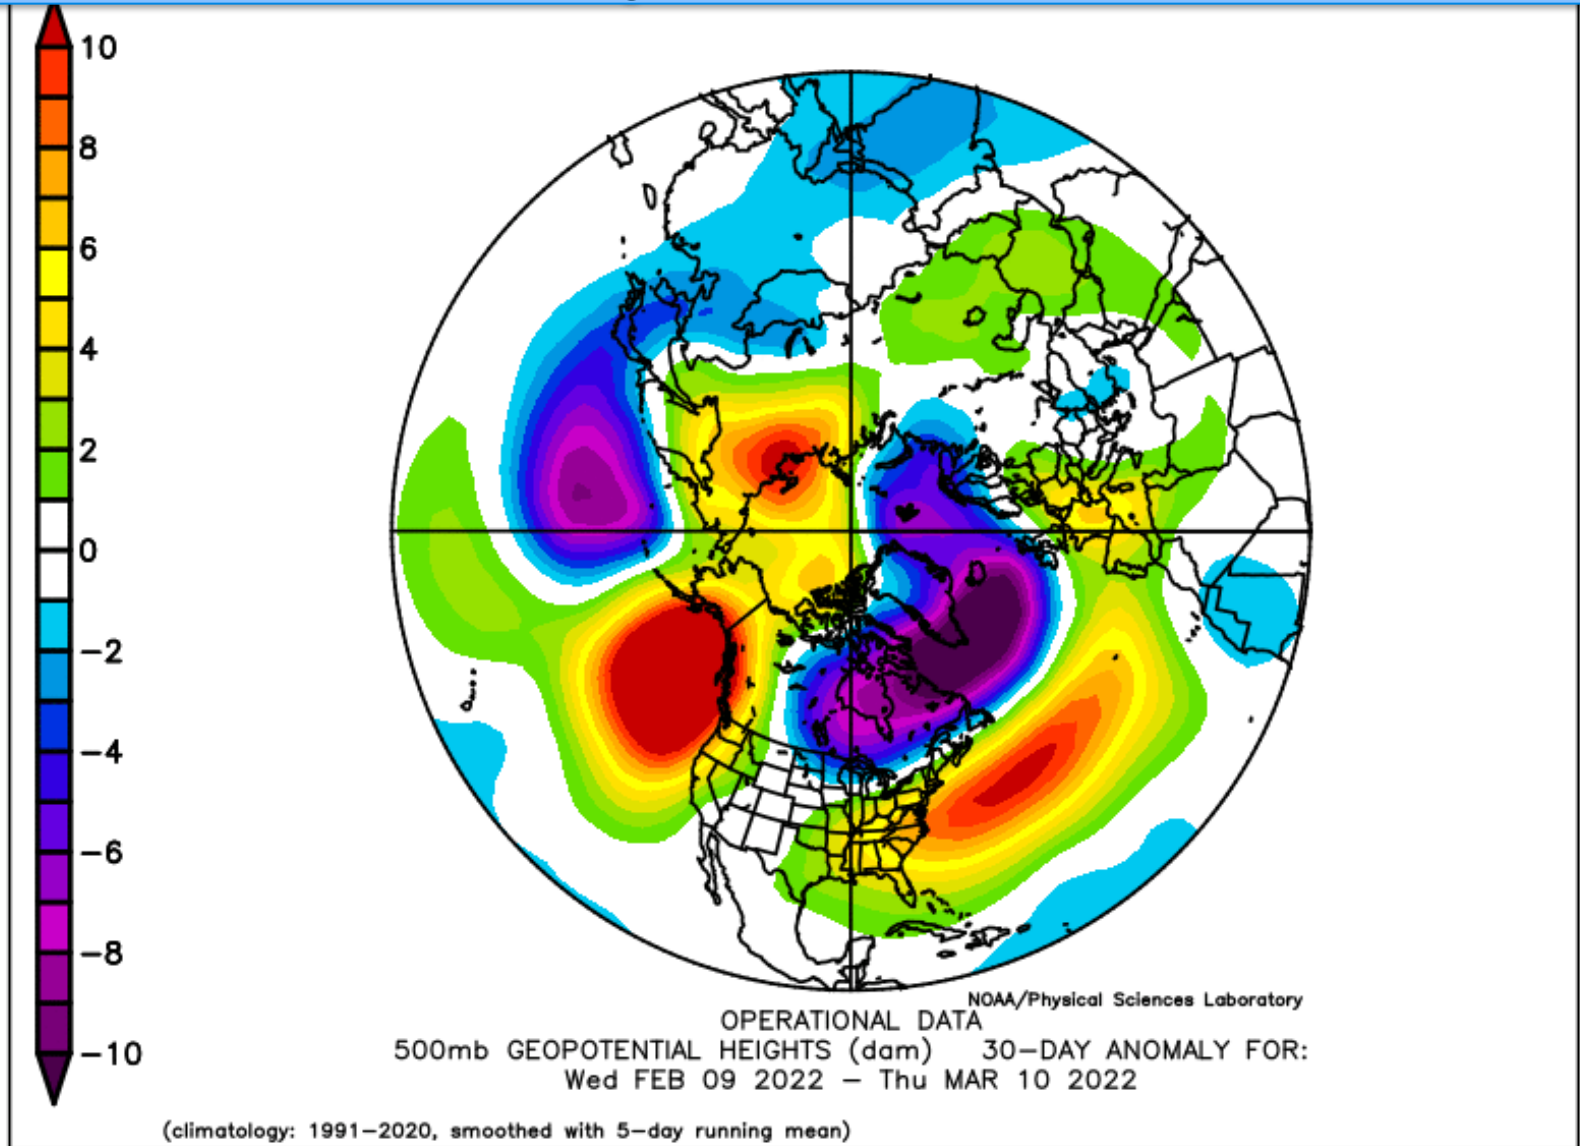 10
8
6
4
2
0
−2
−4
−6
−8
−10
NOAA/Physical Sciences Laboratory
OPERATIONAL DATA
500mb GEOPOTENTIAL HEIGHTS (dam) 30−DAY ANOMALY FOR:
Wed FEB 09 2022 − Thu MAR 10 2022
(climatology: 1991−2020, smoothed with 5−day running mean)